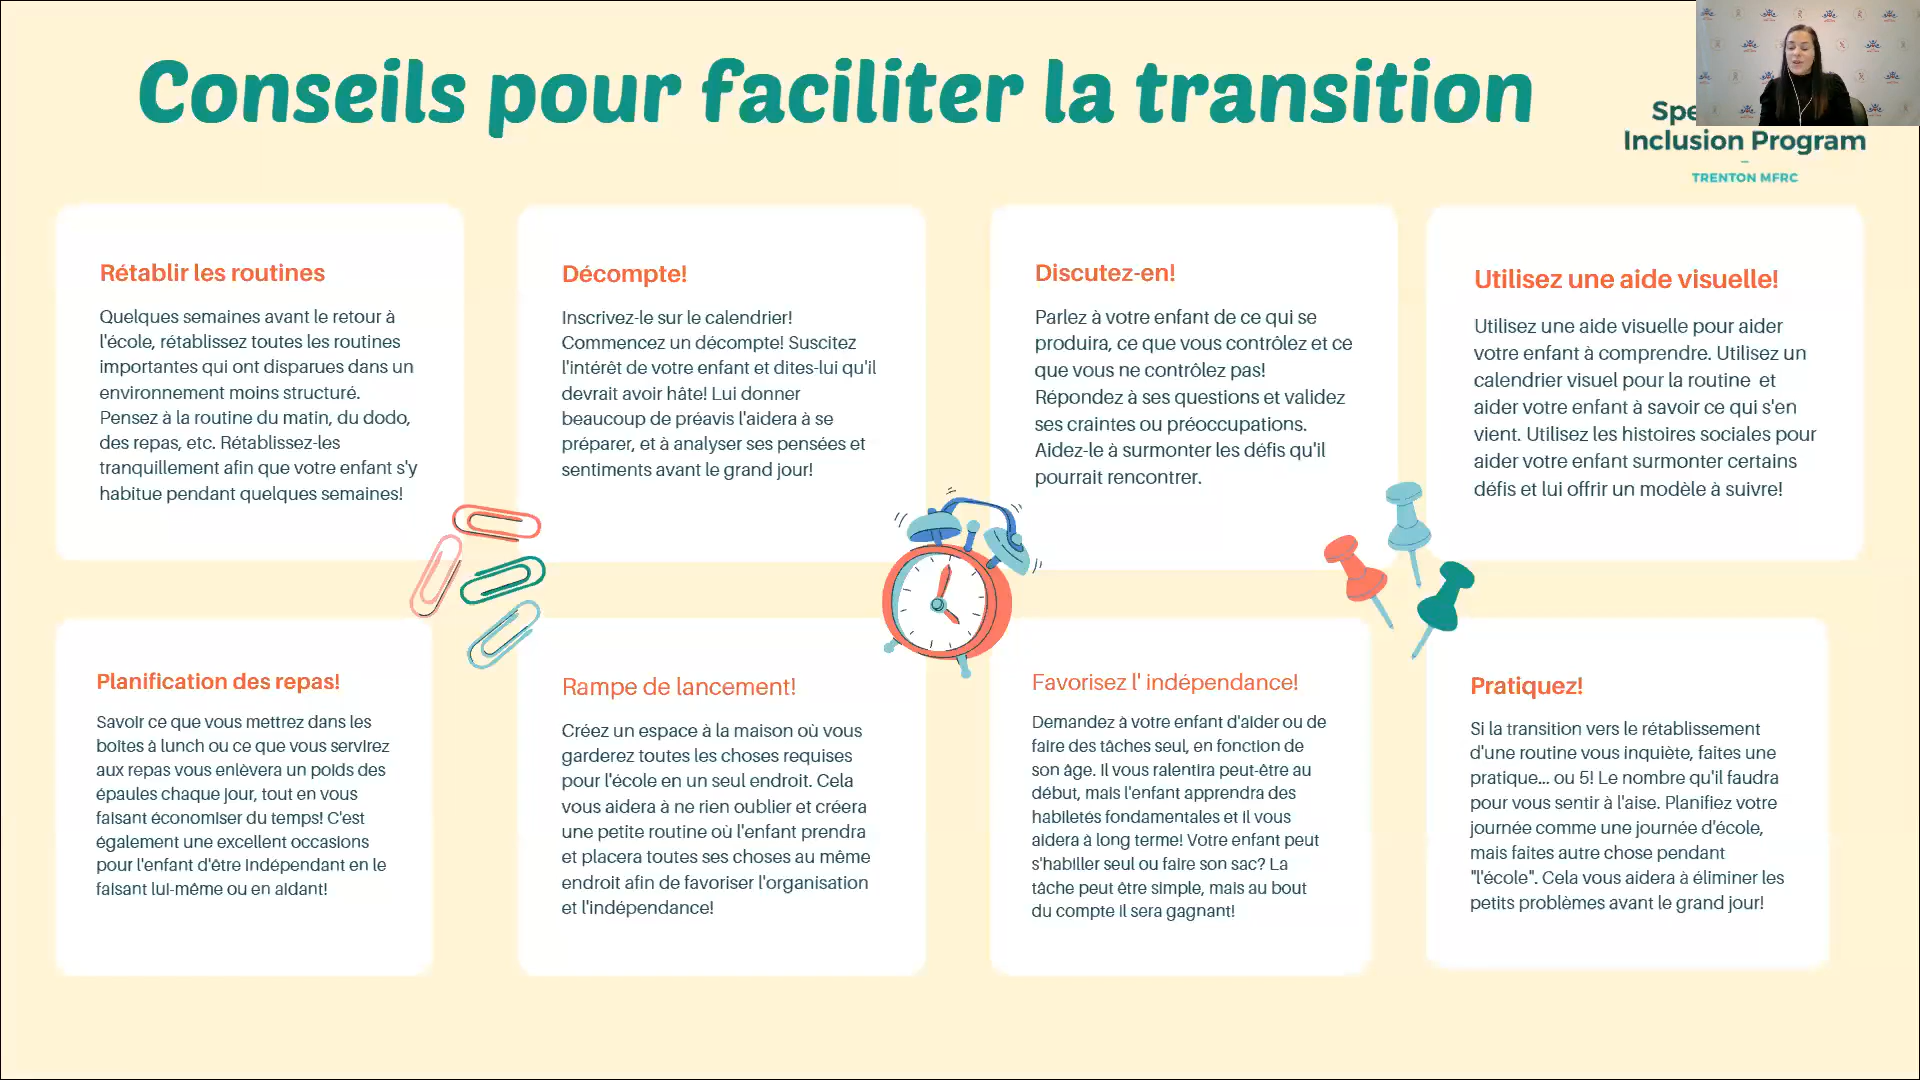 Conseils pour faciliter la transition
Inclusion Program
TRENTON MFRC
Rétablir les routines
Quelques semaines avant le retour à
l'école, rétablissez toutes les routines
importantes qui ont disparues dans un
environnement moins structuré.
Pensez à la routine du matin, du dodo,
des repas, etc. Rétablissez-les
tranquillement afin que votre enfant s'y
habitue pendant quelques semaines!
Décompte!
Inscrivez-le sur le calendrier!
Commencez un décompte! Suscitez
l'intérêt de votre enfant et dites-lui qu'il
devrait avoir hâte! Lui donner
beaucoup de préavis l'aidera à se
préparer, et à analyser ses pensées et
sentiments avant le grand jour!
Discutez-en!
Parlez à votre enfant de ce qui se
produira, ce que vous contrôlez et ce
que vous ne contrôlez pas!
Répondez à ses questions et validez
ses craintes ou préoccupations.
Aidez-le à surmonter les défis qu'il
pourrait rencontrer.
Utilisez une aide visuelle!
Utilisez une aide visuelle pour aider
votre enfant à comprendre. Utilisez un
calendrier visuel pour la routine et
aider votre enfant à savoir ce qui s'en
vient. Utilisez les histoires sociales pour
aider votre enfant surmonter certains
défis et lui offrir un modèle à suivre!
Planification des repas!
Savoir ce que vous mettrez dans les
boîtes à lunch ou ce que vous servirez
aux repas vous enlèvera un poids des
épaules chaque jour, tout en vous
faisant économiser du temps! C'est
également une excellent occasions
pour l'enfant d'être indépendant en le
faisant lui-même ou en aidant!
Rampe de lancement!
Créez un espace à la maison où vous
garderez toutes les choses requises
pour l'école en un seul endroit. Cela
vous aidera à ne rien oublier et créera
une petite routine où l'enfant prendra
et placera toutes ses choses au même
endroit afin de favoriser l'organisation
et l'indépendance!
Favorisez l' indépendance!
Demandez à votre enfant d'aider ou de
faire des tâches seul, en fonction de
son âge. Il vous ralentira peut-être au
début, mais l'enfant apprendra des
habiletés fondamentales et il vous
aidera à long terme! Votre enfant peut
s'habiller seul ou faire son sac? La
tâche peut être simple, mais au bout
du compte il sera gagnant!
Pratiquez!
Si la transition vers le rétablissement
d'une routine vous inquiète, faites une
pratique... ou 5! Le nombre qu'il faudra
pour vous sentir à l'aise. Planifiez votre
journée comme une journée d'école,
mais faites autre chose pendant
"l'école". Cela vous aidera à éliminer les
petits problèmes avant le grand jour!